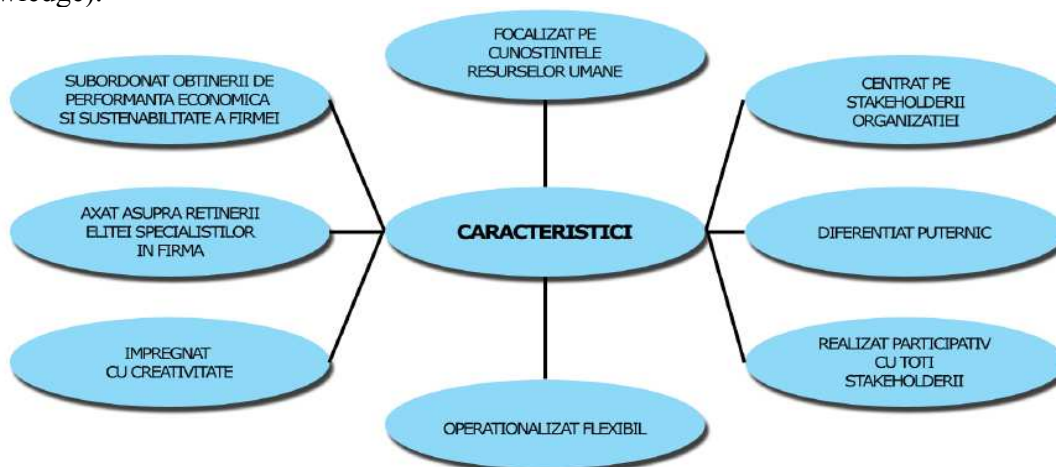 FOCALIZAT PE
CUNOSTINTELE
RESURSELOR UMANE
SUBORDONAT OBTINERII DE
PERFORMANTA ECONOMICA
SI SUSTENABILITATE A FIRMEI
CENTRAT PE
STAKEHOLDERII
ORGANIZATIEI
AXAT ASUPRA RETINERII
ELITEI SPECIALISTILOR
IN FIRMA
CARACTERISTICI
DIFERENTIAT PUTERNIC
IMPREGNAT
CU CREATIVITATE
REALIZAT PARTICIPATIV
CU TOTI
STAKEHOLDERII
OPERATIONALIZAT FLEXIBIL